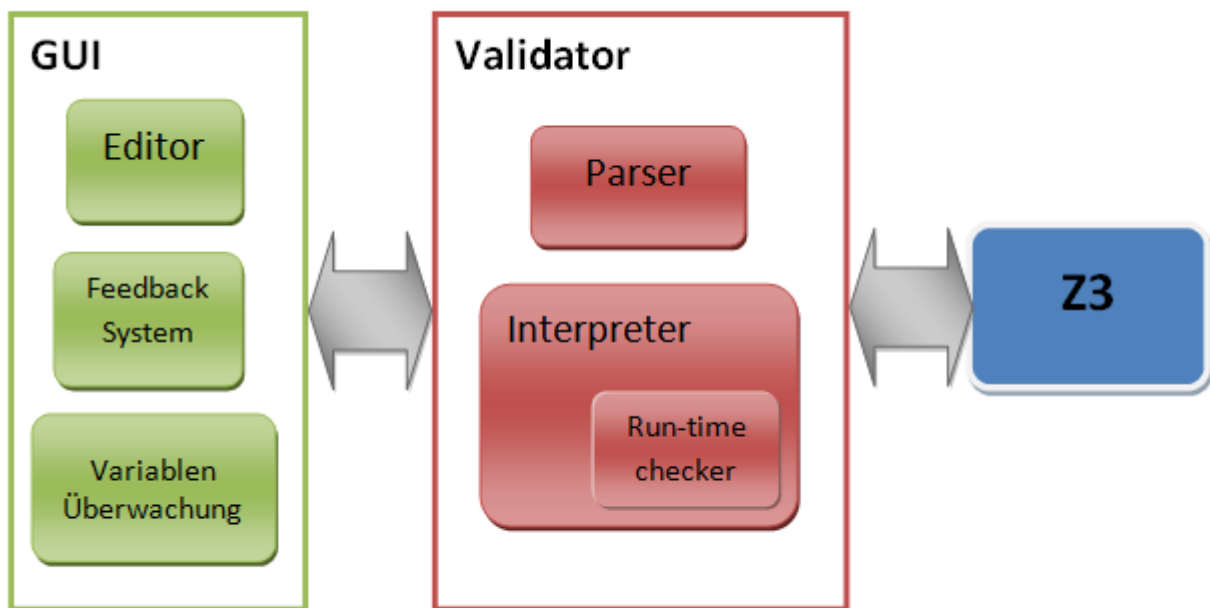 GUI
Editor
Feedback
System
Variablen
Überwachung
Validator
Parser
Interpreter
Run-time
checker
Z3